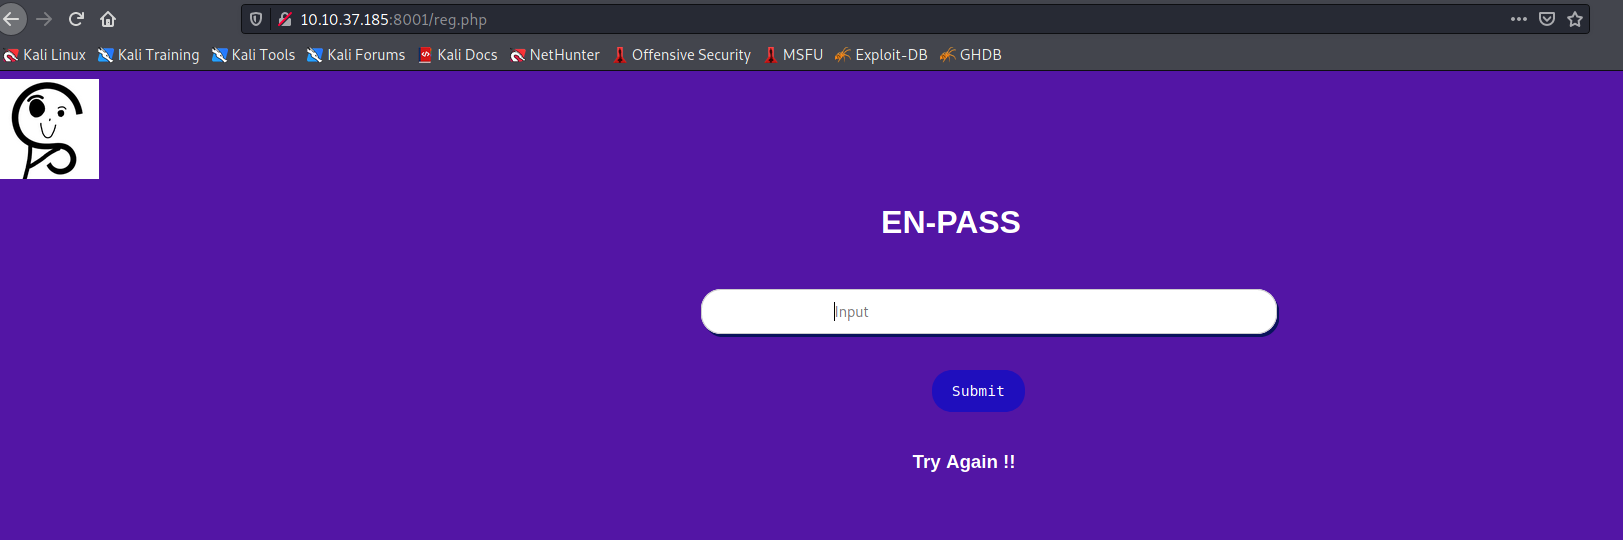 10.10.37.185:8001/reg.php
Kali Linux Kali Training Kali Tools Kali Forums Kali Docs NetHunter Offensive Security MSFU Exploit-DB GHDB
EN-PASS
Input
Submit
Try Again !!